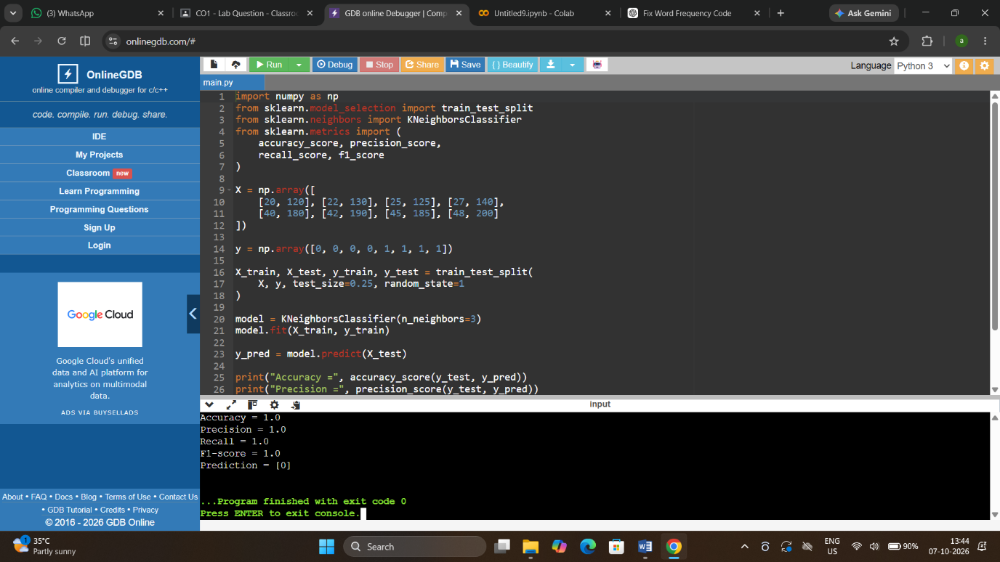 (3) WhatsApp
CO1 - Lab Question - Classroo
GDB online Debugger | Comp
Untitled9.ipynb - Colab
Fix Word Frequency Code
Ask Gemini
onlinegdb.com/#
a
OnlineGDB
online compiler and debugger for c/c++
code. compile. run. debug. share.
IDE
My Projects
Classroom new
Learn Programming
Programming Questions
Sign Up
Login
Google Cloud
Google Cloud's unified
data and AI platform for
analytics on multimodal
data.
ADS VIA BUYSELLADS
About • FAQ • Docs • Blog • Terms of Use • Contact Us
• GDB Tutorial • Credits • Privacy
© 2016 - 2026 GDB Online
Run Debug Stop Share Save { } Beautify
Language Python 3
main.py
1 import numpy as np
2 from sklearn.model_selection import train_test_split
3 from sklearn.neighbors import KNeighborsClassifier
4 from sklearn.metrics import (
5     accuracy_score, precision_score,
6     recall_score, f1_score
7 )
8
9 X = np.array([
10     [20, 120], [22, 130], [25, 125], [27, 140],
11     [40, 180], [42, 190], [45, 185], [48, 200]
12 ])
13
14 y = np.array([0, 0, 0, 0, 1, 1, 1, 1])
15
16 X_train, X_test, y_train, y_test = train_test_split(
17     X, y, test_size=0.25, random_state=1
18 )
19
20 model = KNeighborsClassifier(n_neighbors=3)
21 model.fit(X_train, y_train)
22
23 y_pred = model.predict(X_test)
24
25 print("Accuracy =", accuracy_score(y_test, y_pred))
26 print("Precision =", precision_score(y_test, y_pred))
input
Accuracy = 1.0
Precision = 1.0
Recall = 1.0
F1-score = 1.0
Prediction = [0]
...Program finished with exit code 0
Press ENTER to exit console.
1
35°C
Partly sunny
Search
ENG
US
90%
13:44
07-10-2026